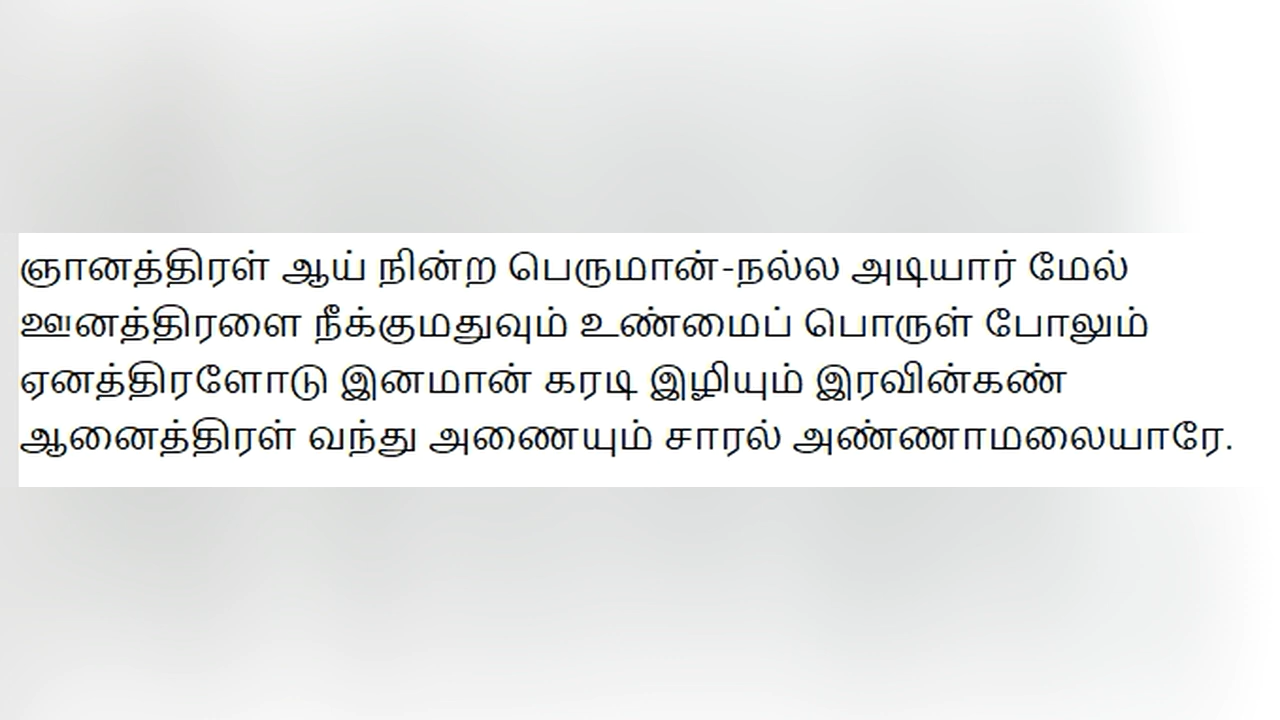 ஞானத்திரள் ஆய் நின்ற பெருமான்-நல்ல அடியார் மேல்
ஊனத்திரளை நீக்குமதுவும் உண்மைப் பொருள் போலும்
ஏனத்திரளோடு இனமான் கரடி இழியும் இரவின்கண்
ஆனைத்திரள் வந்து அணையும் சாரல் அண்ணாமலையாரே.